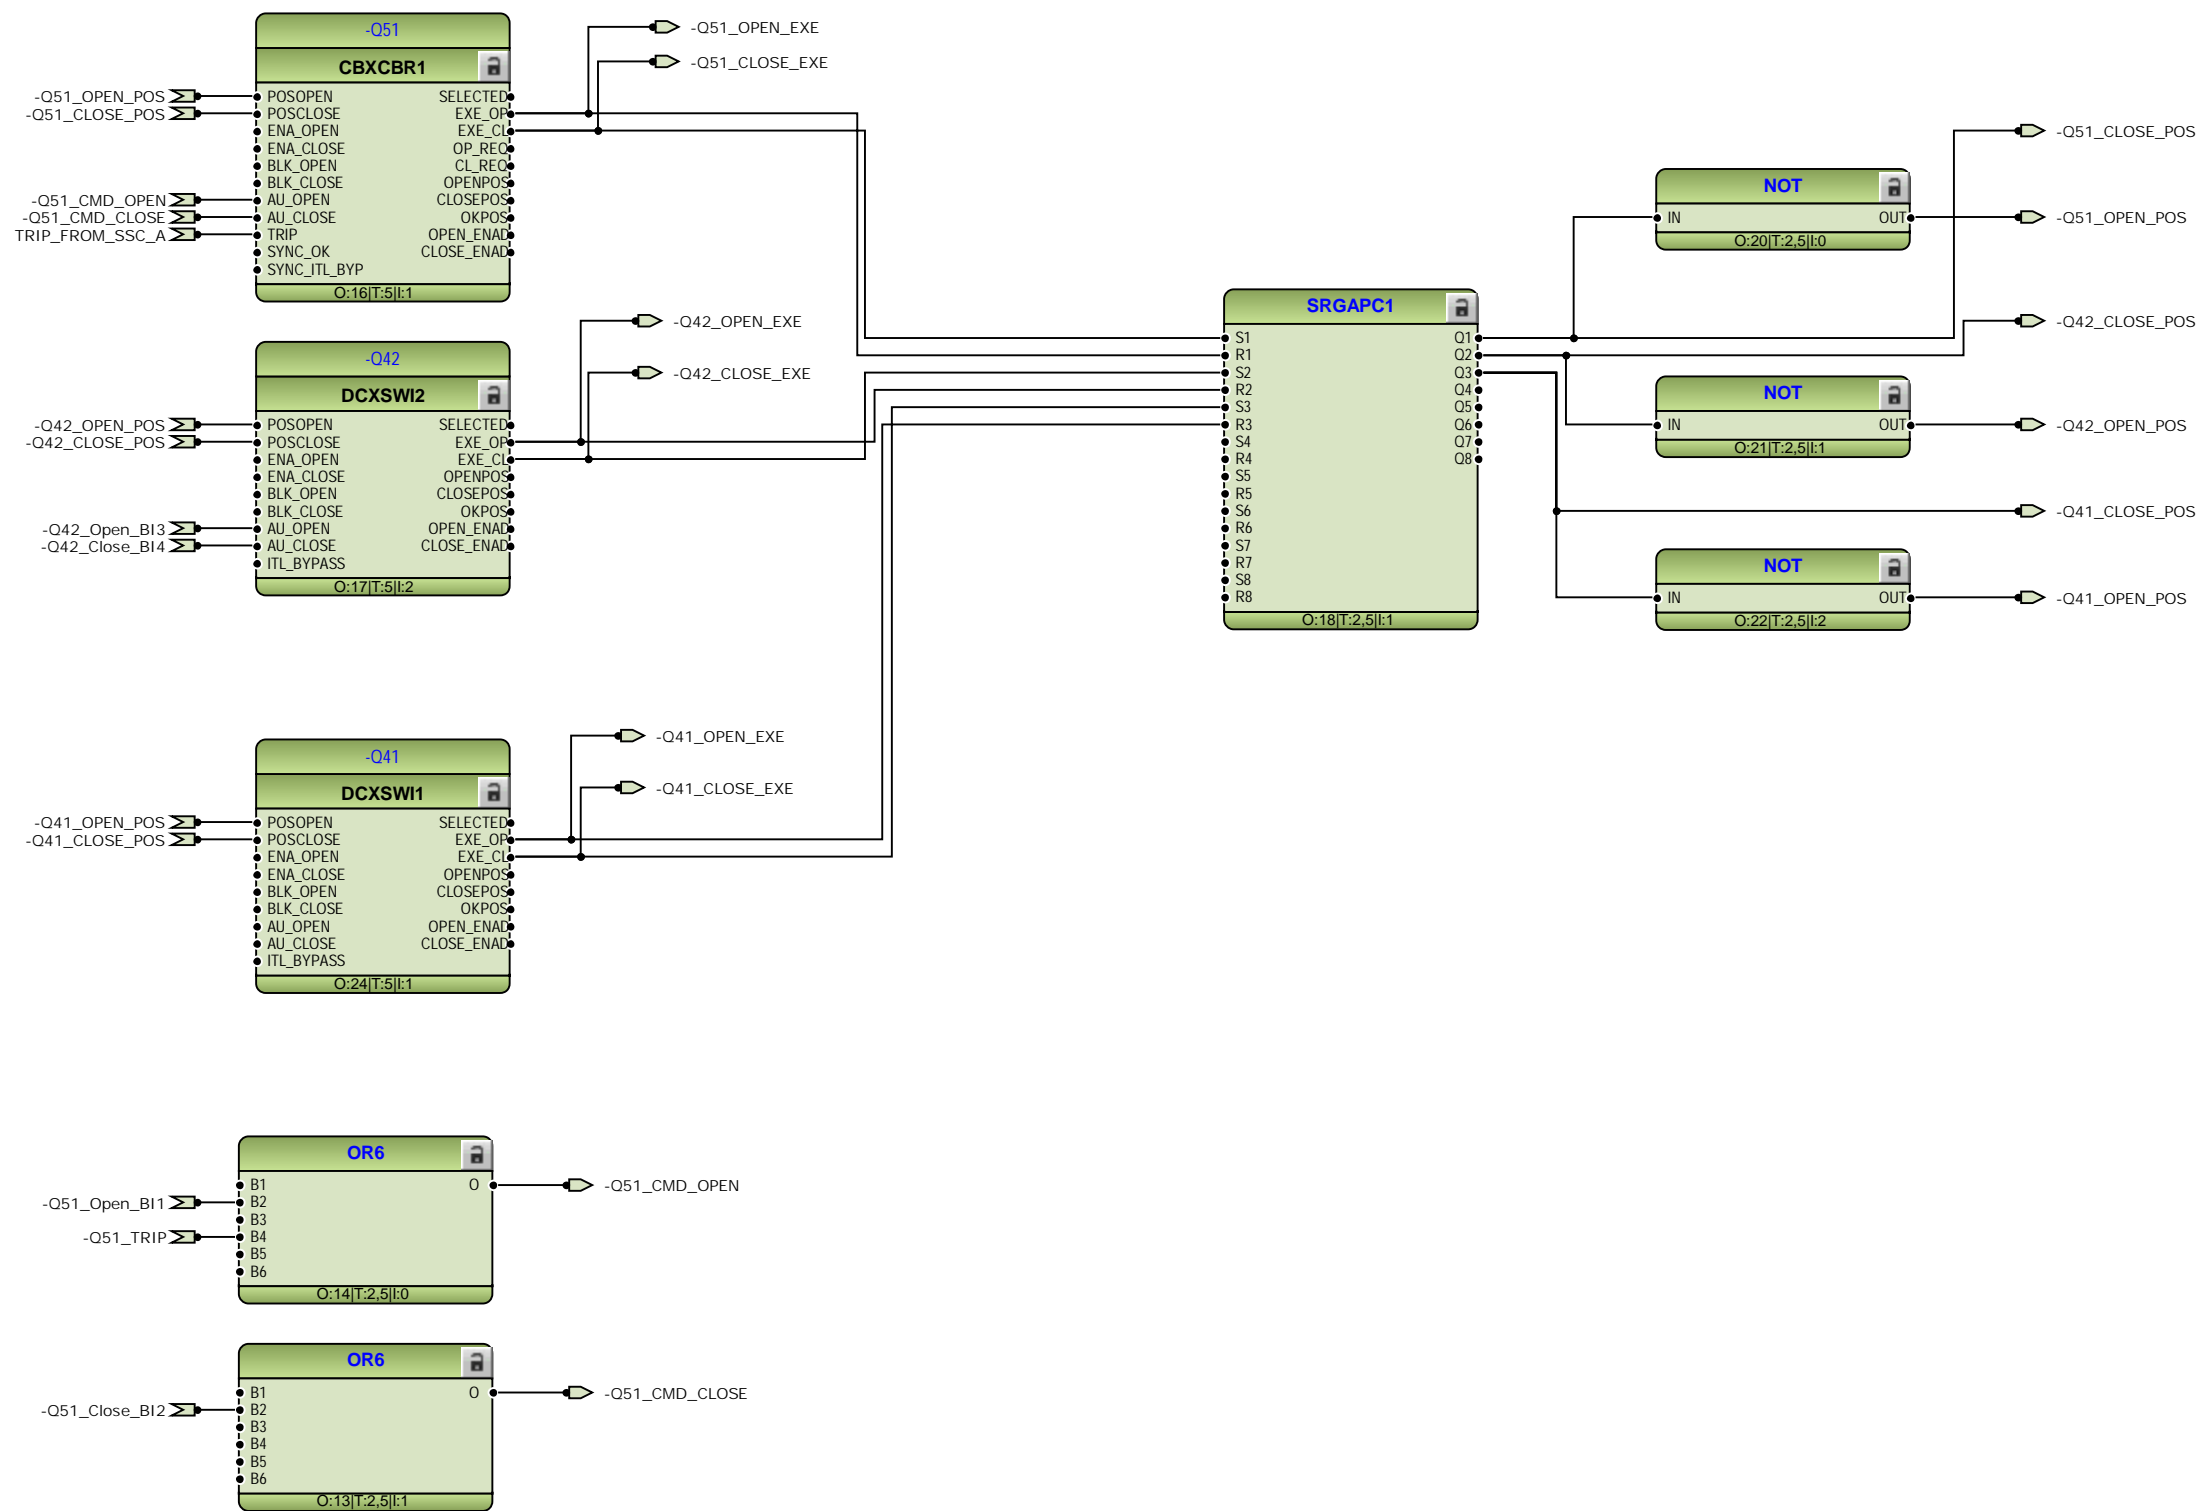 -Q51
CBXCBR1
-Q51_OPEN_POS
-Q51_CLOSE_POS
-Q51_CMD_OPEN
-Q51_CMD_CLOSE
TRIP_FROM_SSC_A
POSOPEN SELECTED
POSCLOSE EXE_OP
ENA_OPEN EXE_CL
ENA_CLOSE OP_REQ
BLK_OPEN CL_REQ
BLK_CLOSE OPENPOS
AU_OPEN CLOSEPOS
AU_CLOSE OKPOS
TRIP OPEN_ENAD
SYNC_OK CLOSE_ENAD
SYNC_ITL_BYP
O:16|T:5|I:1
-Q51_OPEN_EXE
-Q51_CLOSE_EXE
-Q42
DCXSWI2
-Q42_OPEN_POS
-Q42_CLOSE_POS
-Q42_Open_BI3
-Q42_Close_BI4
POSOPEN SELECTED
POSCLOSE EXE_OP
ENA_OPEN EXE_CL
ENA_CLOSE OPENPOS
BLK_OPEN CLOSEPOS
BLK_CLOSE OKPOS
AU_OPEN OPEN_ENAD
AU_CLOSE CLOSE_ENAD
ITL_BYPASS
O:17|T:5|I:2
-Q42_OPEN_EXE
-Q42_CLOSE_EXE
-Q41
DCXSWI1
-Q41_OPEN_POS
-Q41_CLOSE_POS
POSOPEN SELECTED
POSCLOSE EXE_OP
ENA_OPEN EXE_CL
ENA_CLOSE OPENPOS
BLK_OPEN CLOSEPOS
BLK_CLOSE OKPOS
AU_OPEN OPEN_ENAD
AU_CLOSE CLOSE_ENAD
ITL_BYPASS
O:24|T:5|I:1
-Q41_OPEN_EXE
-Q41_CLOSE_EXE
SRGAPC1
S1 Q1
R1 Q2
S2 Q3
R2 Q4
S3 Q5
R3 Q6
S4 Q7
R4 Q8
S5
R5
S6
R6
S7
R7
S8
R8
O:18|T:2,5|I:1
NOT
IN OUT
O:20|T:2,5|I:0
NOT
IN OUT
O:21|T:2,5|I:1
NOT
IN OUT
O:22|T:2,5|I:2
-Q51_CLOSE_POS
-Q51_OPEN_POS
-Q42_CLOSE_POS
-Q42_OPEN_POS
-Q41_CLOSE_POS
-Q41_OPEN_POS
OR6
-Q51_Open_BI1
-Q51_TRIP
B1 O
B2
B3
B4
B5
B6
O:14|T:2,5|I:0
-Q51_CMD_OPEN
OR6
-Q51_Close_BI2
B1 O
B2
B3
B4
B5
B6
O:13|T:2,5|I:1
-Q51_CMD_CLOSE